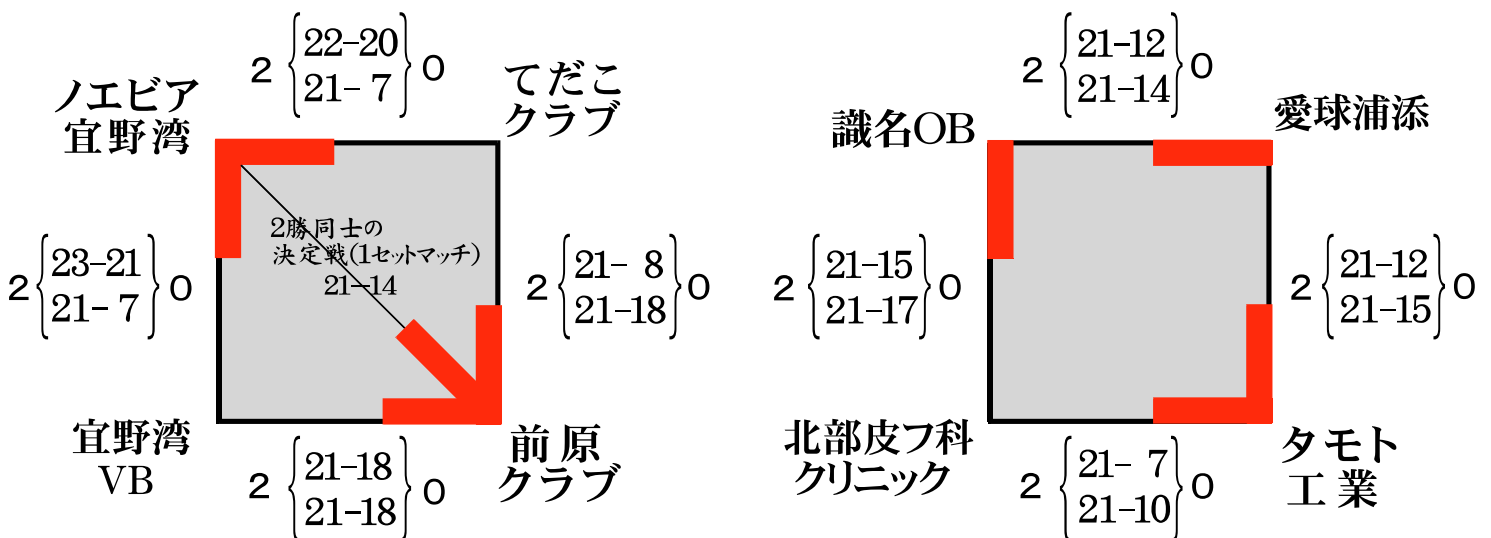 22-20
21- 7
2 0
ノエビア
宜野湾
てだこ
クラブ
2勝同士の
決定戦(1セットマッチ)
21-14
23-21
21- 7
2 0
21- 8
21-18
2 0
宜野湾
VB
21-18
21-18
2 0
前原
クラブ
21-12
21-14
2 0
識名OB
愛球浦添
21-15
21-17
2 0
21-12
21-15
2 0
北部皮フ科
クリニック
21- 7
21-10
2 0
タモト
工業